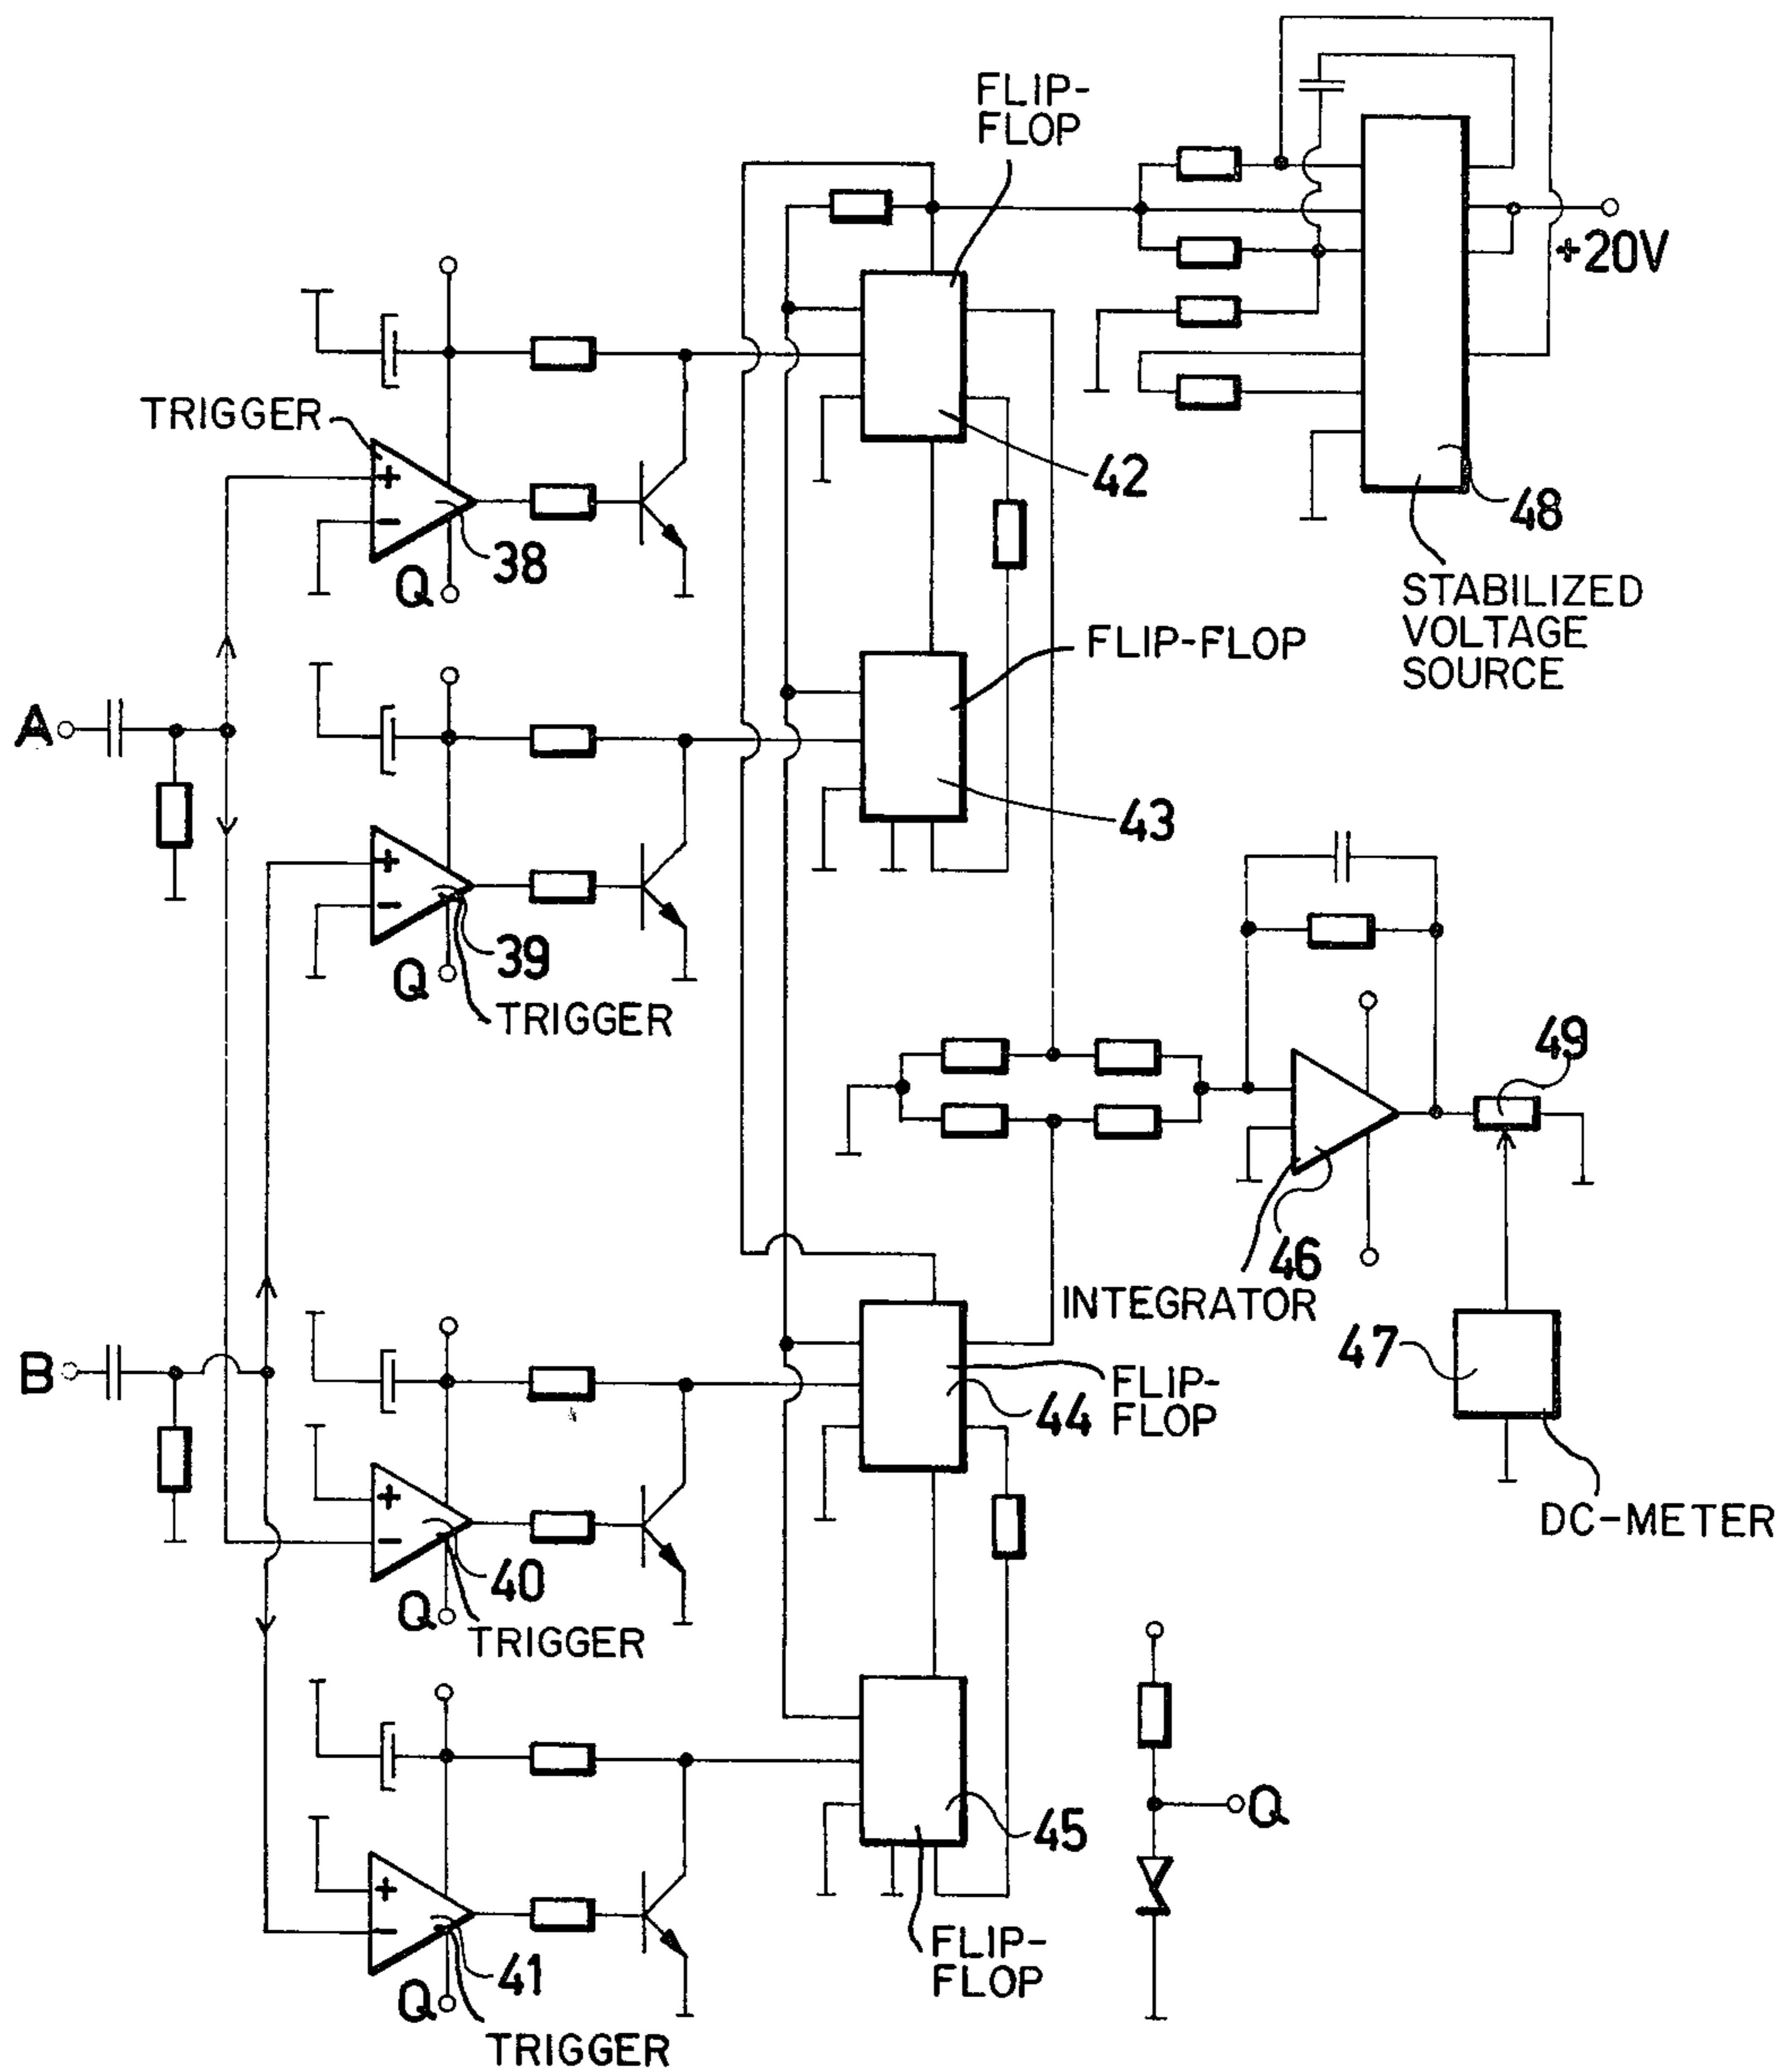 FLIP-
FLOP
+20V
TRIGGER
42
48
38
Q
STABILIZED
VOLTAGE
SOURCE
FLIP-FLOP
A
43
+
-
+
-
39
Q
TRIGGER
49
46
INTEGRATOR
B
47
FLIP-
FLOP
44
+
-
40
Q
TRIGGER
DC-METER
Q
45
+
-
41
Q
TRIGGER
FLIP-
FLOP